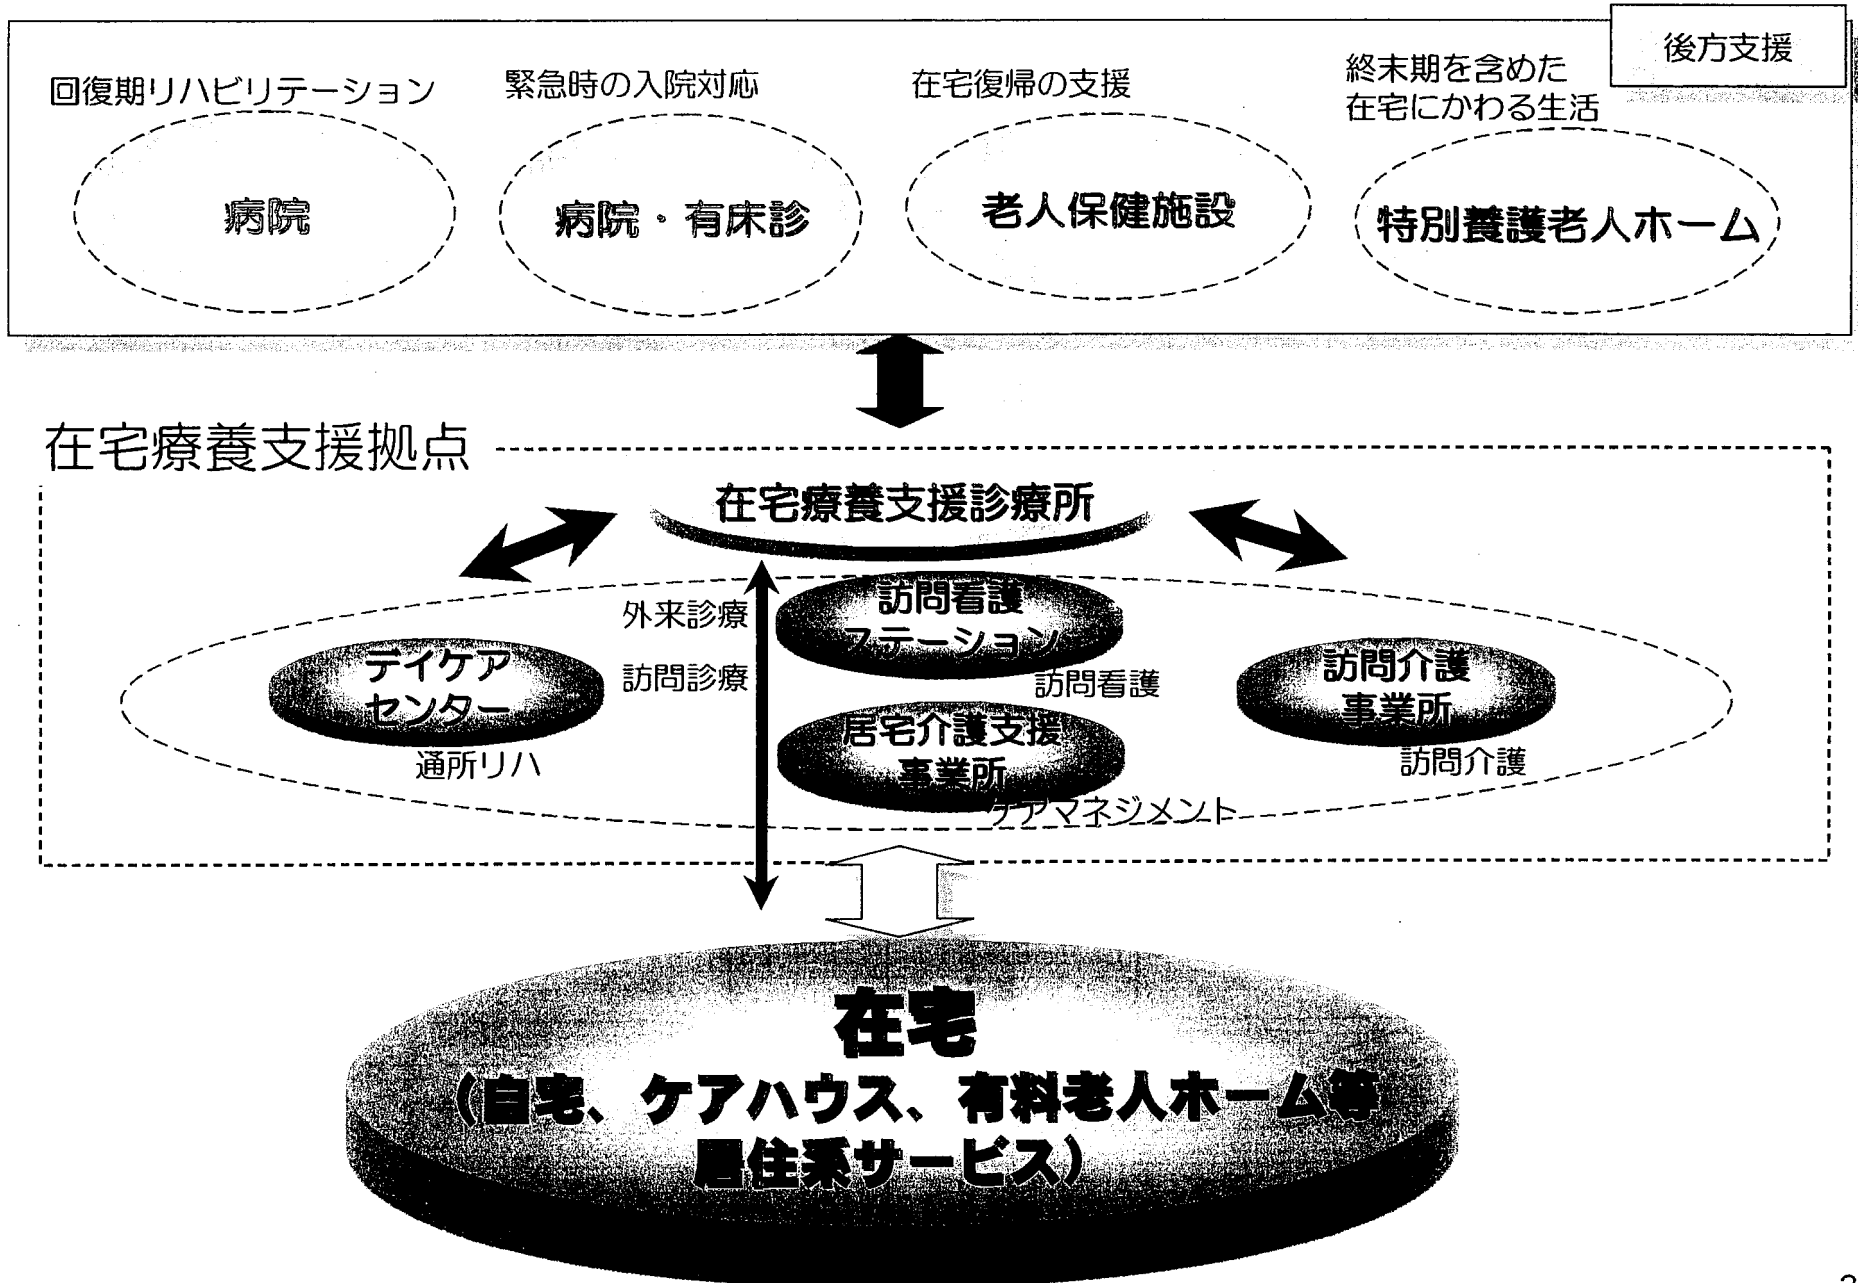 後方支援
回復期リハビリテーション
病院
緊急時の入院対応
病院・有床診
在宅復帰の支援
老人保健施設
終末期を含めた
在宅にかわる生活
特別養護老人ホーム
在宅療養支援拠点
在宅療養支援診療所
外来診療
訪問診療
訪問看護
ステーション
訪問看護
デイケア
センター
通所リハ
居宅介護支援
事業所
ケアマネジメント
訪問介護
事業所
訪問介護
在宅
(自宅、ケアハウス、有料老人ホーム等
居住系サービス)